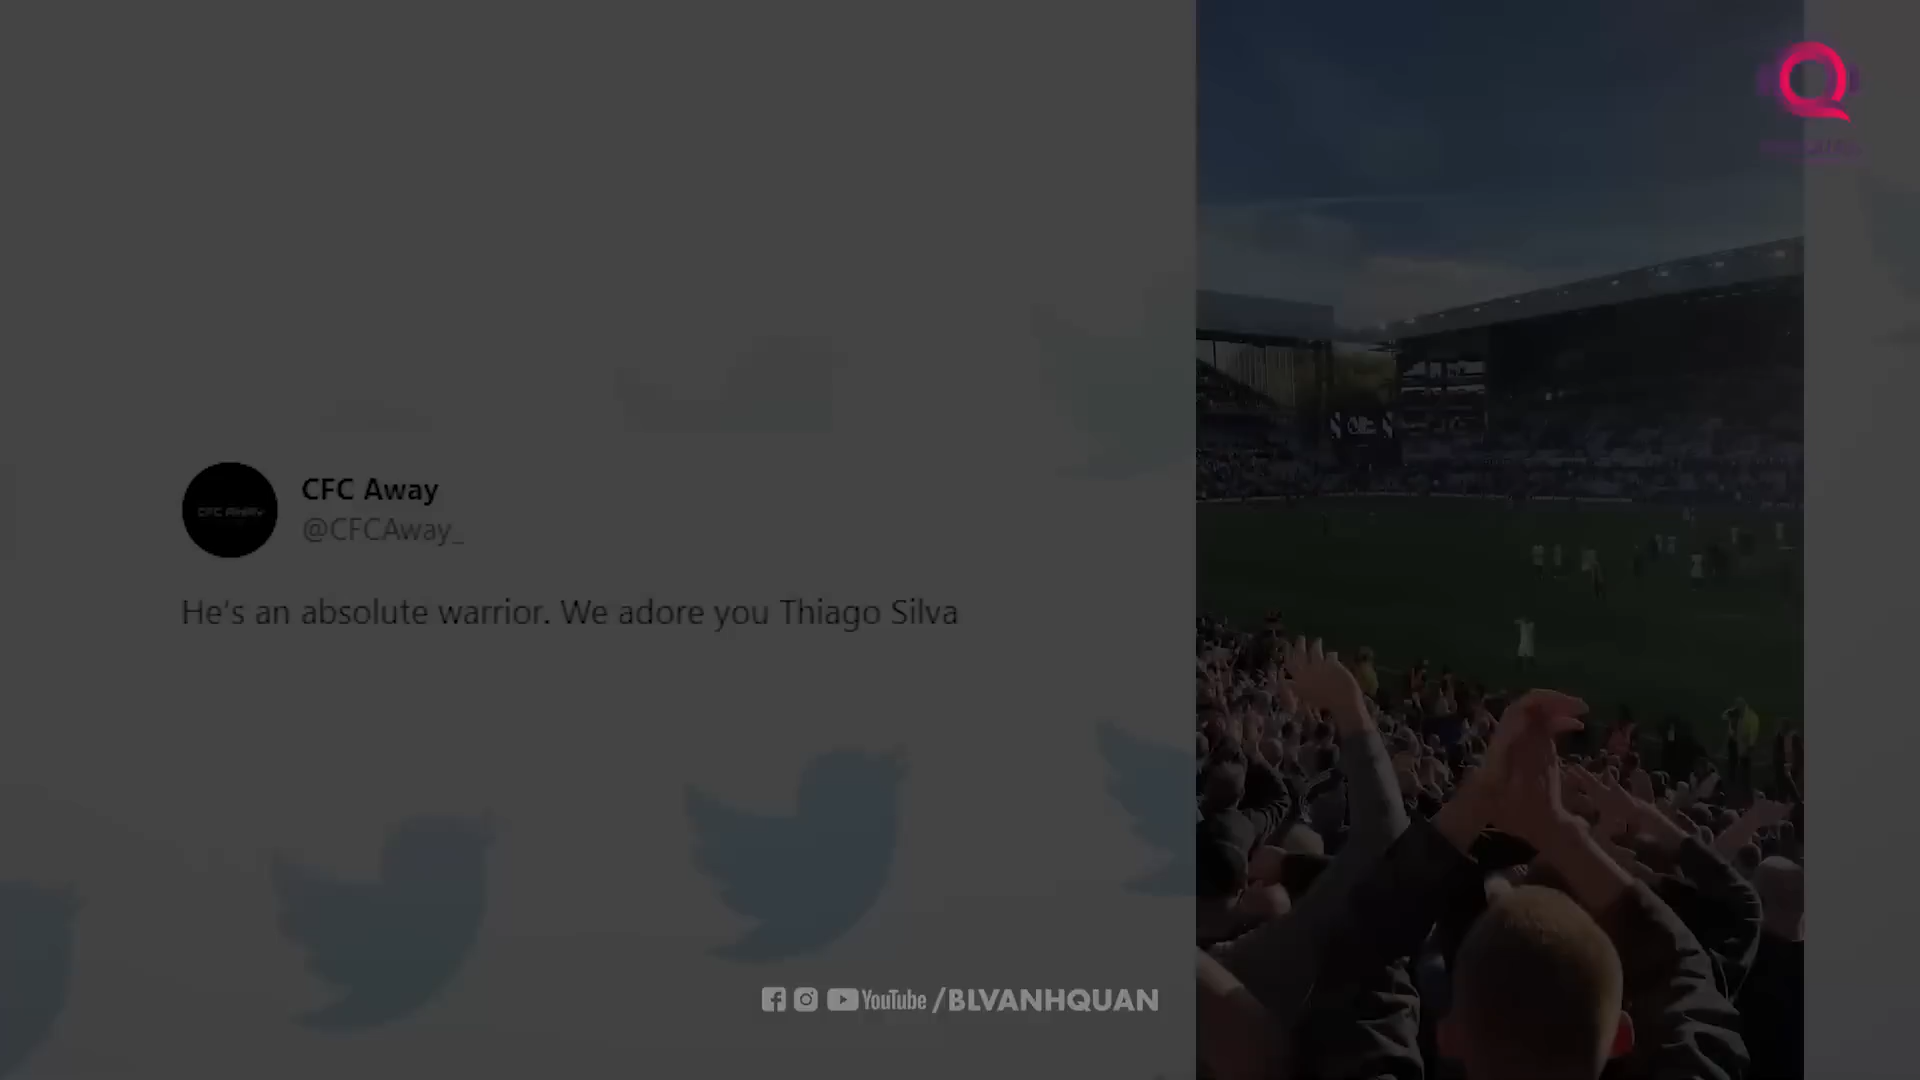 CFC Away
@CFCAway_
He's an absolute warrior. We adore you Thiago Silva
YouTube /BLVANHQUAN